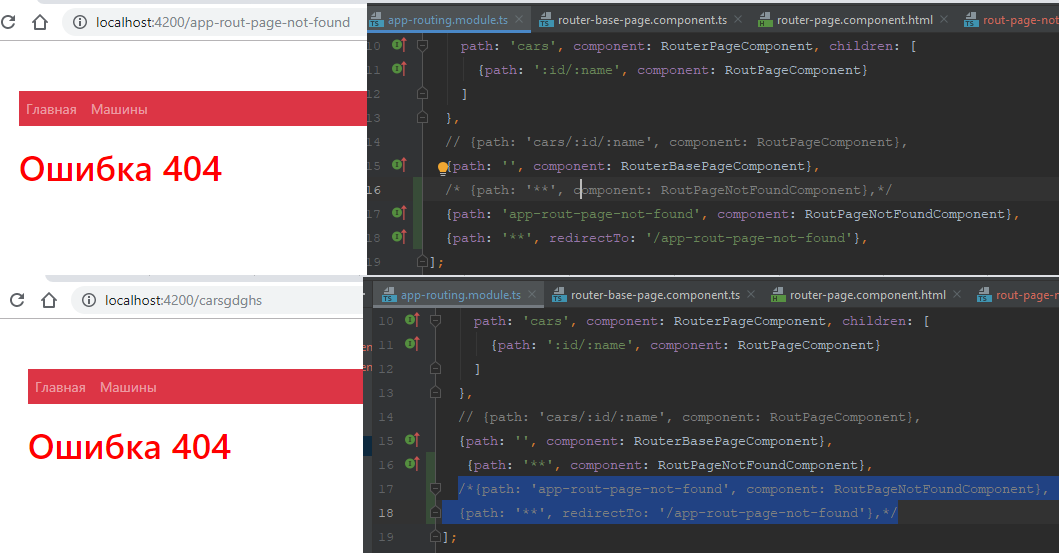 localhost:4200/app-rout-page-not-found
Главная Машины
Ошибка 404
app-routing.module.ts router-base-page.component.ts router-page.component.html rout-page-not
10 path: 'cars', component: RouterPageComponent, children: [
11 {path: ':id/:name', component: RoutPageComponent}
12 ]
13 },
14 // {path: 'cars/:id/:name', component: RoutPageComponent},
15 {path: '', component: RouterBasePageComponent},
16 /* {path: '**', component: RoutPageNotFoundComponent},*/
17 {path: 'app-rout-page-not-found', component: RoutPageNotFoundComponent},
18 {path: '**', redirectTo: '/app-rout-page-not-found'},
19 ];
localhost:4200/carsgdghs
Главная Машины
Ошибка 404
app-routing.module.ts router-base-page.component.ts router-page.component.html rout-page-n
10 path: 'cars', component: RouterPageComponent, children: [
11 {path: ':id/:name', component: RoutPageComponent}
12 ]
13 },
14 // {path: 'cars/:id/:name', component: RoutPageComponent},
15 {path: '', component: RouterBasePageComponent},
16 {path: '**', component: RoutPageNotFoundComponent},
17 /*{path: 'app-rout-page-not-found', component: RoutPageNotFoundComponent},
18 {path: '**', redirectTo: '/app-rout-page-not-found'},*/
19 ];